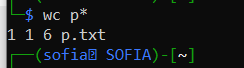 └─$ wc p*
1 1 6 p.txt
┌──(sofia㉿ SOFIA)-[~]